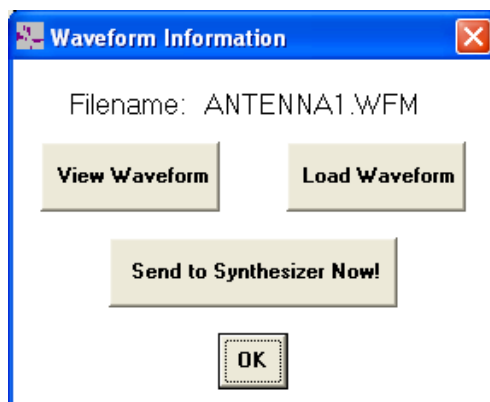 Waveform Information
Filename: ANTENNA1.WFM
View Waveform
Load Waveform
Send to Synthesizer Now!
OK